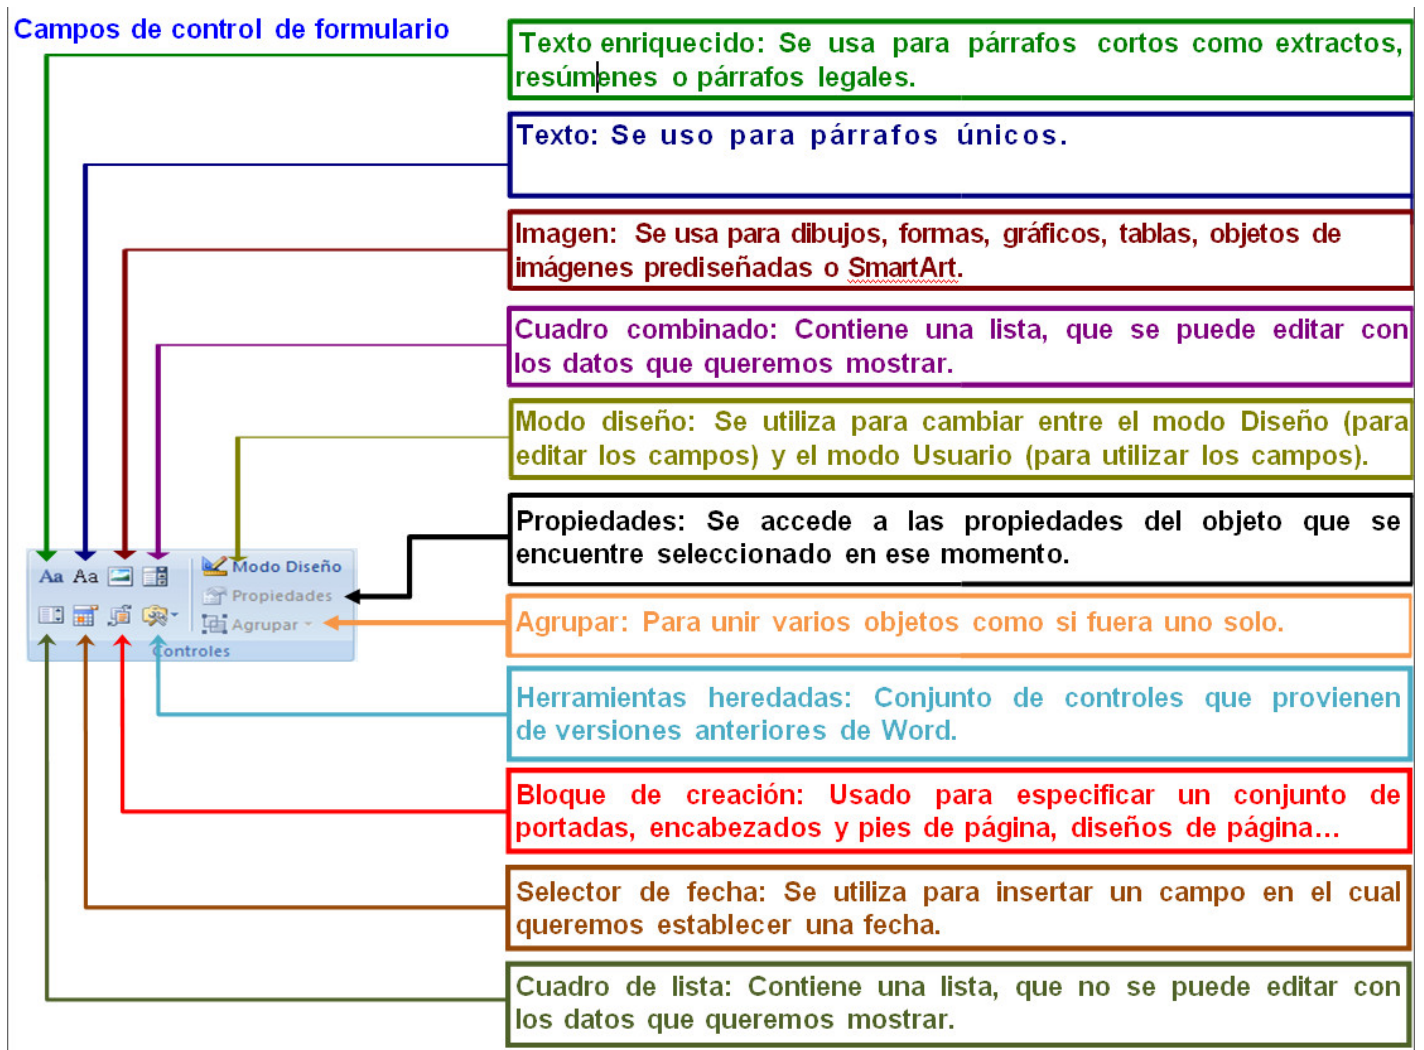 Campos de control de formulario
Texto enriquecido: Se usa para párrafos cortos como extractos,
resúmenes o párrafos legales.
Texto: Se uso para párrafos únicos.
Imagen: Se usa para dibujos, formas, gráficos, tablas, objetos de
imágenes prediseñadas o SmartArt.
Cuadro combinado: Contiene una lista, que se puede editar con
los datos que queremos mostrar.
Modo diseño: Se utiliza para cambiar entre el modo Diseño (para
editar los campos) y el modo Usuario (para utilizar los campos).
Propiedades: Se accede a las propiedades del objeto que se
encuentre seleccionado en ese momento.
Aa Aa Modo Diseño
Propiedades
Agrupar
Controles
Agrupar: Para unir varios objetos como si fuera uno solo.
Herramientas heredadas: Conjunto de controles que provienen
de versiones anteriores de Word.
Bloque de creación: Usado para especificar un conjunto de
portadas, encabezados y pies de página, diseños de página...
Selector de fecha: Se utiliza para insertar un campo en el cual
queremos establecer una fecha.
Cuadro de lista: Contiene una lista, que no se puede editar con
los datos que queremos mostrar.